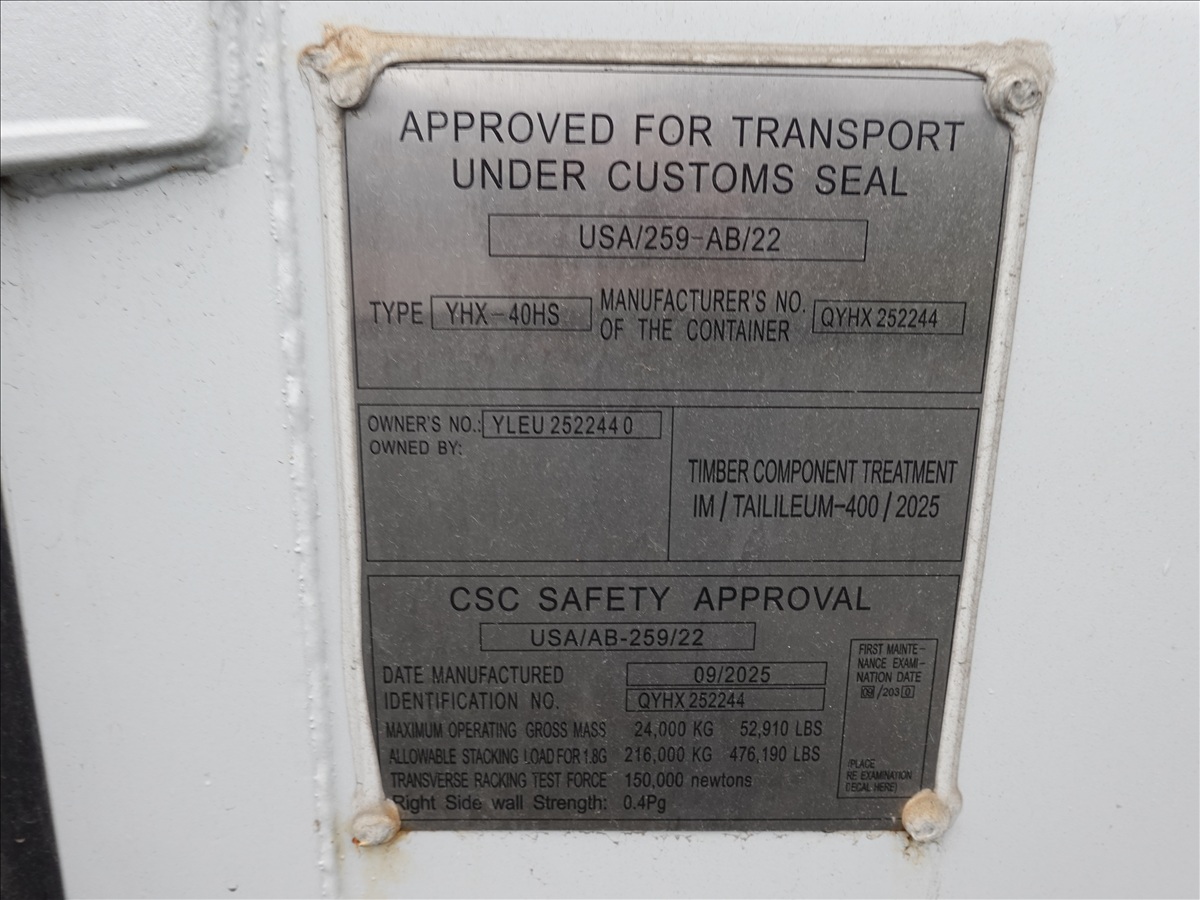 APPROVED FOR TRANSPORT
UNDER CUSTOMS SEAL
USA/259-AB/22
TYPE YHX-40HS MANUFACTURER'S NO. OF THE CONTAINER QYHX 252244
OWNER'S NO.: YLEU 252244 0
OWNED BY:
TIMBER COMPONENT TREATMENT
IM / TAILILEUM-400 / 2025
CSC SAFETY APPROVAL
USA/AB-259/22
DATE MANUFACTURED 09/2025
IDENTIFICATION NO. QYHX 252244
MAXIMUM OPERATING GROSS MASS 24,000 KG 52,910 LBS
ALLOWABLE STACKING LOAD FOR 1.8G 216,000 KG 476,190 LBS
TRANSVERSE RACKING TEST FORCE 150,000 newtons
Right Side wall Strength: 0.4Pg
FIRST MAINTE-
NANCE EXAMI-
NATION DATE
09/2030
(PLACE
RE EXAMINATION
DECAL HERE)